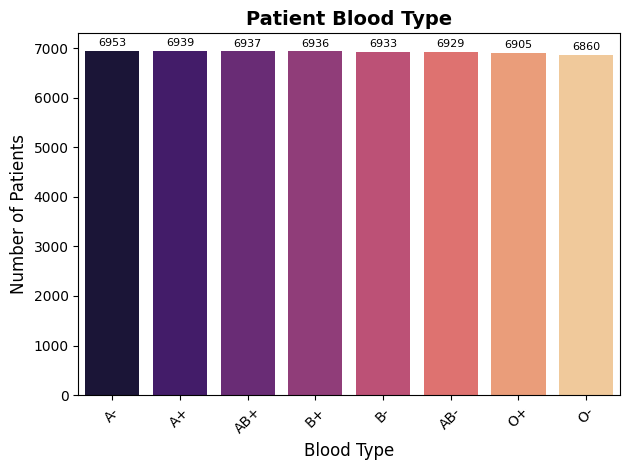 Patient Blood Type
6953 6939 6937 6936 6933 6929 6905 6860
7000
6000
5000
4000
3000
2000
1000
0
Number of Patients
A- A+ AB+ B+ B- AB- O+ O-
Blood Type